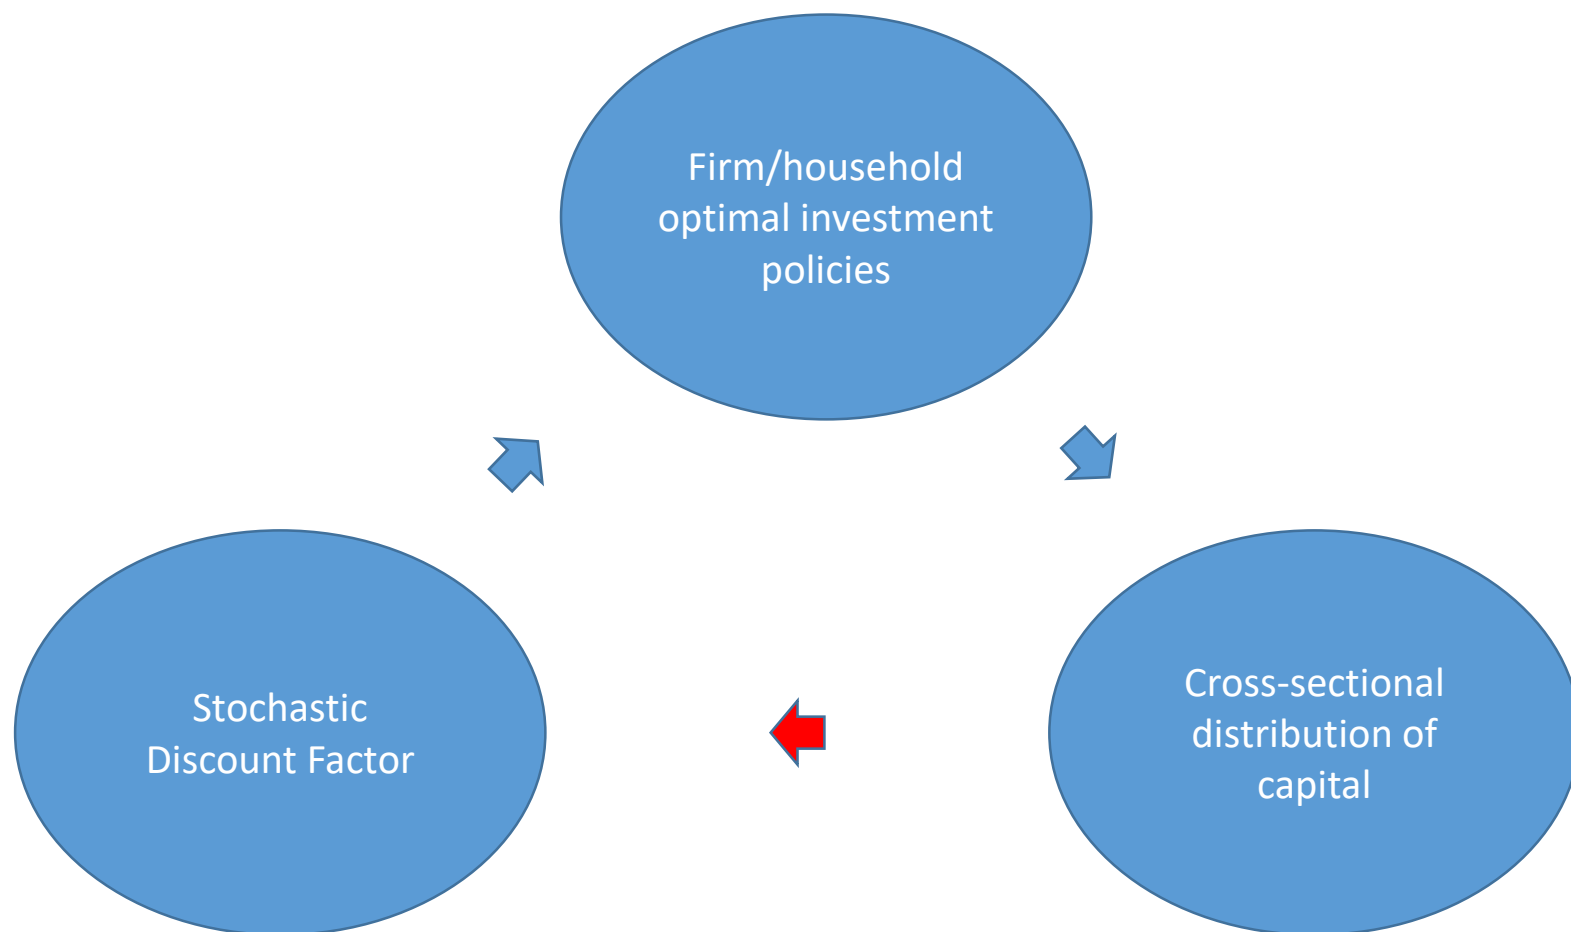 Firm/household
optimal investment
policies
Stochastic
Discount Factor
Cross-sectional
distribution of
capital